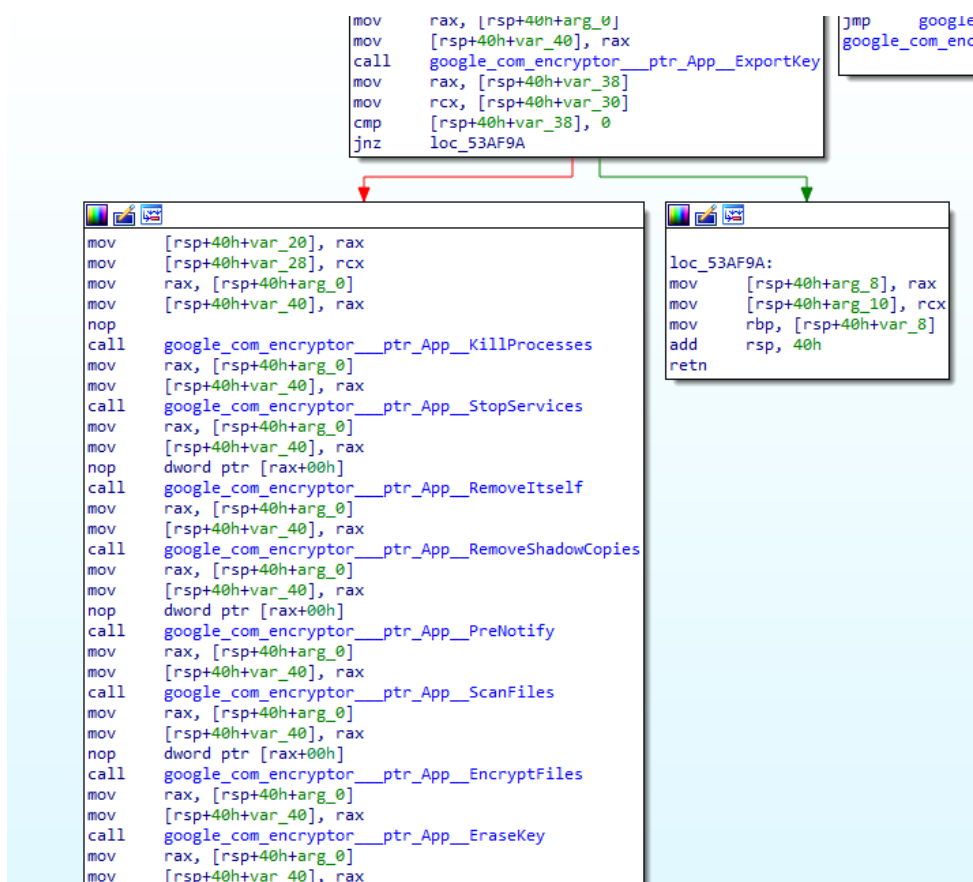 mov rax, [rsp+40h+arg_0]
mov [rsp+40h+var_40], rax
call google_com_encryptor___ptr_App__ExportKey
mov rax, [rsp+40h+var_38]
mov rcx, [rsp+40h+var_30]
cmp [rsp+40h+var_38], 0
jnz loc_53AF9A
jmp google
google_com_enc
mov [rsp+40h+var_20], rax
mov [rsp+40h+var_28], rcx
mov rax, [rsp+40h+arg_0]
mov [rsp+40h+var_40], rax
nop
call google_com_encryptor___ptr_App__KillProcesses
mov rax, [rsp+40h+arg_0]
mov [rsp+40h+var_40], rax
call google_com_encryptor___ptr_App__StopServices
mov rax, [rsp+40h+arg_0]
mov [rsp+40h+var_40], rax
nop dword ptr [rax+00h]
call google_com_encryptor___ptr_App__RemoveItself
mov rax, [rsp+40h+arg_0]
mov [rsp+40h+var_40], rax
call google_com_encryptor___ptr_App__RemoveShadowCopies
mov rax, [rsp+40h+arg_0]
mov [rsp+40h+var_40], rax
nop dword ptr [rax+00h]
call google_com_encryptor___ptr_App__PreNotify
mov rax, [rsp+40h+arg_0]
mov [rsp+40h+var_40], rax
call google_com_encryptor___ptr_App__ScanFiles
mov rax, [rsp+40h+arg_0]
mov [rsp+40h+var_40], rax
nop dword ptr [rax+00h]
call google_com_encryptor___ptr_App__EncryptFiles
mov rax, [rsp+40h+arg_0]
mov [rsp+40h+var_40], rax
call google_com_encryptor___ptr_App__EraseKey
mov rax, [rsp+40h+arg_0]
mov [rsp+40h+var_40], rax
loc_53AF9A:
mov [rsp+40h+arg_8], rax
mov [rsp+40h+arg_10], rcx
mov rbp, [rsp+40h+var_8]
add rsp, 40h
retn